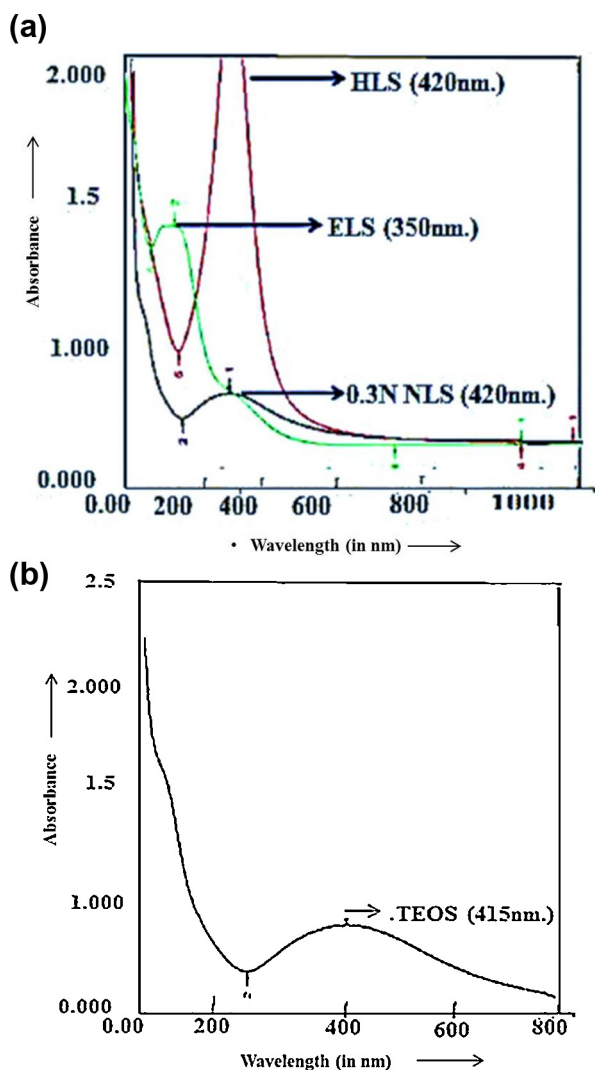 (a)
2.000
HLS (420nm.)
1.5
ELS (350nm.)
Absorbance
1.000
0.3N NLS (420nm.)
0.000
0.00 200 400 600 800 1000
• Wavelength (in nm)
(b)
2.5
2.000
1.5
Absorbance
1.000
.TEOS (415nm.)
0.000
0.00 200 400 600 800
Wavelength (in nm)